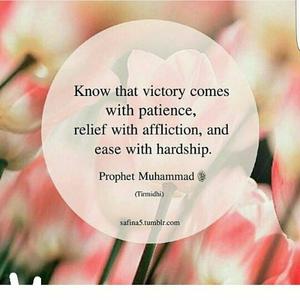 Know that victory comes
with patience,
relief with affliction, and
ease with hardship.
Prophet Muhammad ﷺ
(Tirmidhi)
safina5.tumblr.com